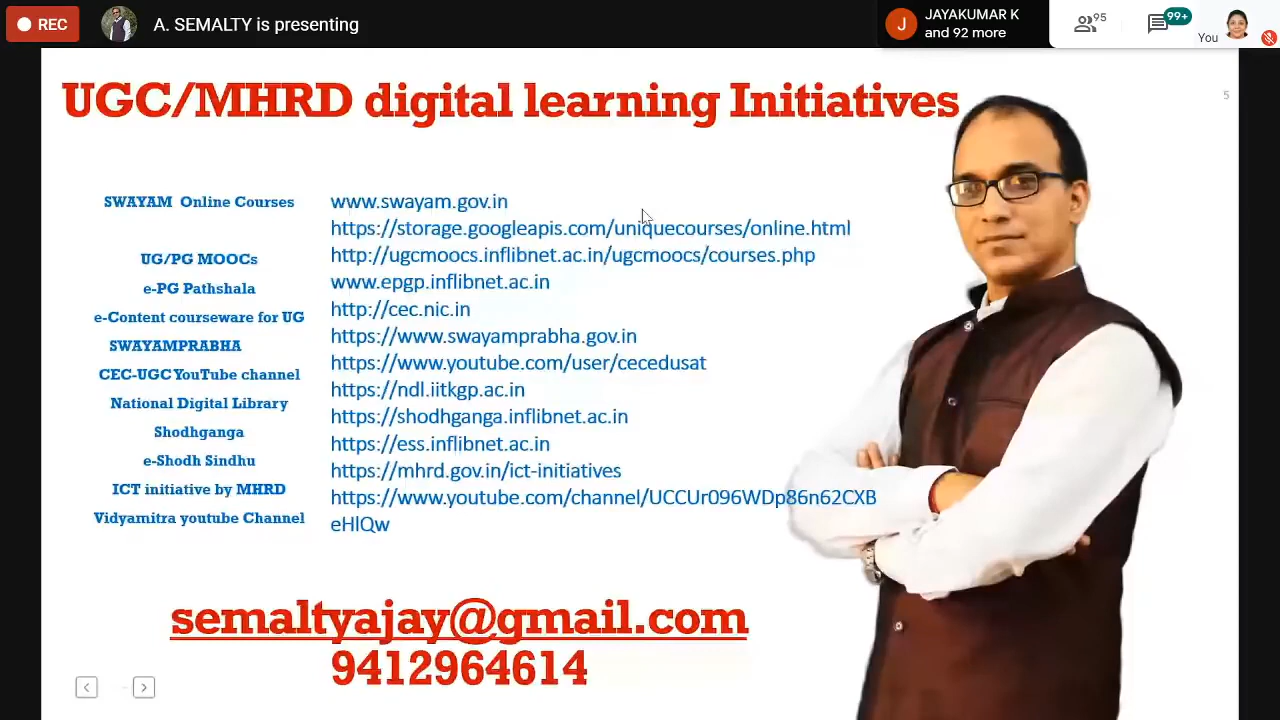 REC
A. SEMALTY is presenting
JAYAKUMAR K
and 92 more
95
99+
You
UGC/MHRD digital learning Initiatives
5
SWAYAM Online Courses
www.swayam.gov.in
https://storage.googleapis.com/uniquecourses/online.html
UG/PG MOOCs
http://ugcmoocs.inflibnet.ac.in/ugcmoocs/courses.php
e-PG Pathshala
www.epgp.inflibnet.ac.in
e-Content courseware for UG
http://cec.nic.in
SWAYAMPRABHA
https://www.swayamprabha.gov.in
CEC-UGC YouTube channel
https://www.youtube.com/user/cecedusat
National Digital Library
https://ndl.iitkgp.ac.in
Shodhganga
https://shodhganga.inflibnet.ac.in
e-Shodh Sindhu
https://ess.inflibnet.ac.in
ICT initiative by MHRD
https://mhrd.gov.in/ict-initiatives
Vidyamitra youtube Channel
https://www.youtube.com/channel/UCCUr096WDp86n62CXB
eHlQw
semaltyajay@gmail.com
9412964614
J